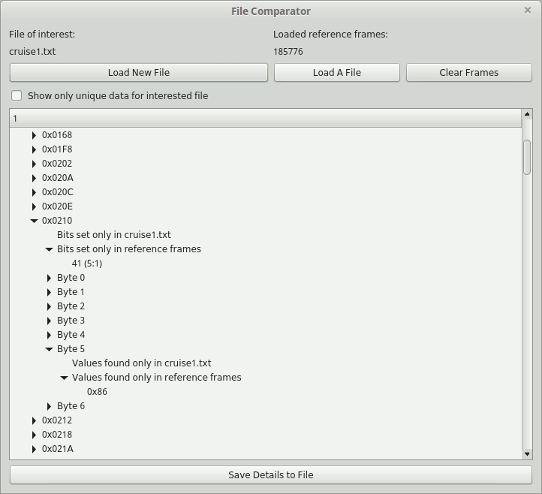 File Comparator
File of interest:
Loaded reference frames:
cruise1.txt
185776
Load New File
Load A File
Clear Frames
Show only unique data for interested file
1
0x0168
0x01F8
0x0202
0x020A
0x020C
0x020E
0x0210
Bits set only in cruise1.txt
Bits set only in reference frames
41 (5:1)
Byte 0
Byte 1
Byte 2
Byte 3
Byte 4
Byte 5
Values found only in cruise1.txt
Values found only in reference frames
0x86
Byte 6
0x0212
0x0218
0x021A
Save Details to File